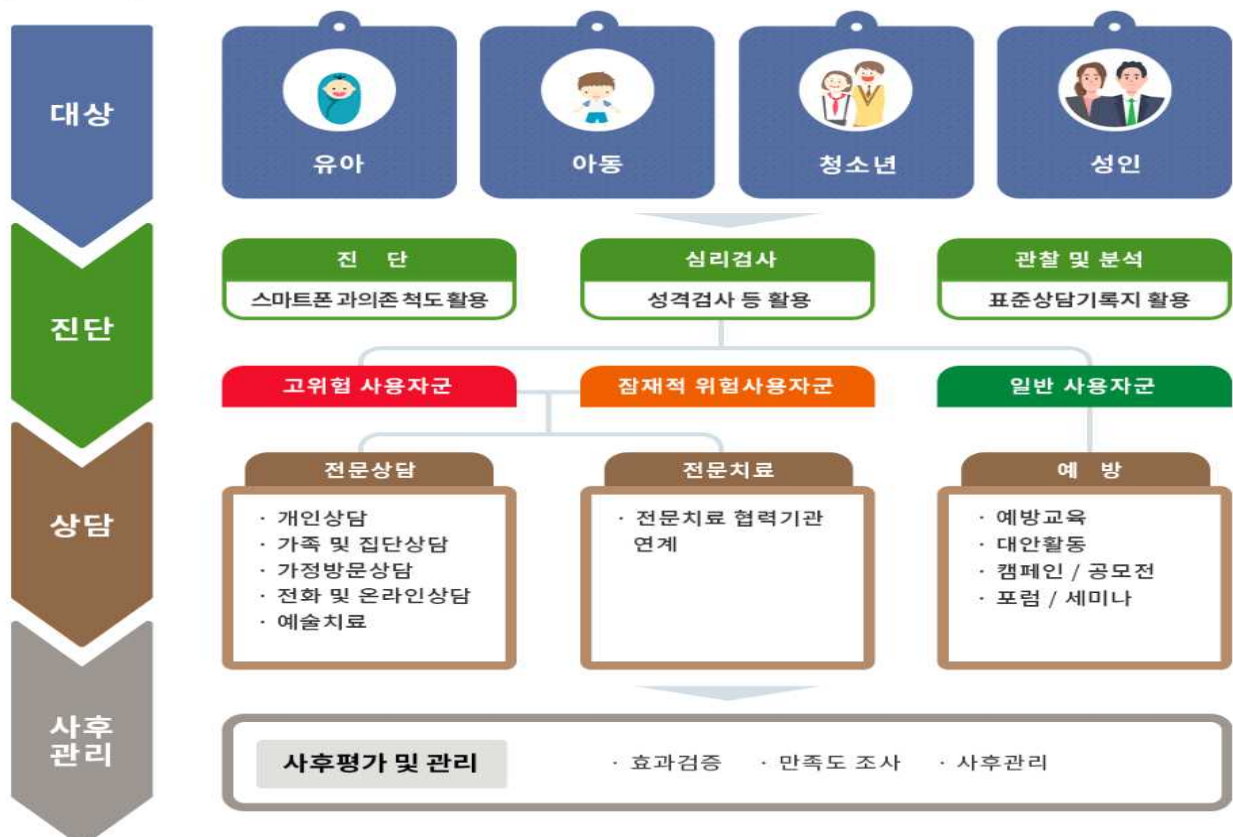 대상
유아
아동
청소년
성인
진단
진 단
스마트폰 과의존 척도 활용
심리검사
성격검사 등 활용
관찰 및 분석
표준상담기록지 활용
고위험 사용자군
잠재적 위험사용자군
일반 사용자군
상담
전문상담
· 개인상담
· 가족 및 집단상담
· 가정방문상담
· 전화 및 온라인상담
· 예술치료
전문치료
· 전문치료 협력기관
연계
예 방
· 예방교육
· 대안활동
· 캠페인 / 공모전
· 포럼 / 세미나
사후
관리
사후평가 및 관리
· 효과검증 · 만족도 조사 · 사후관리